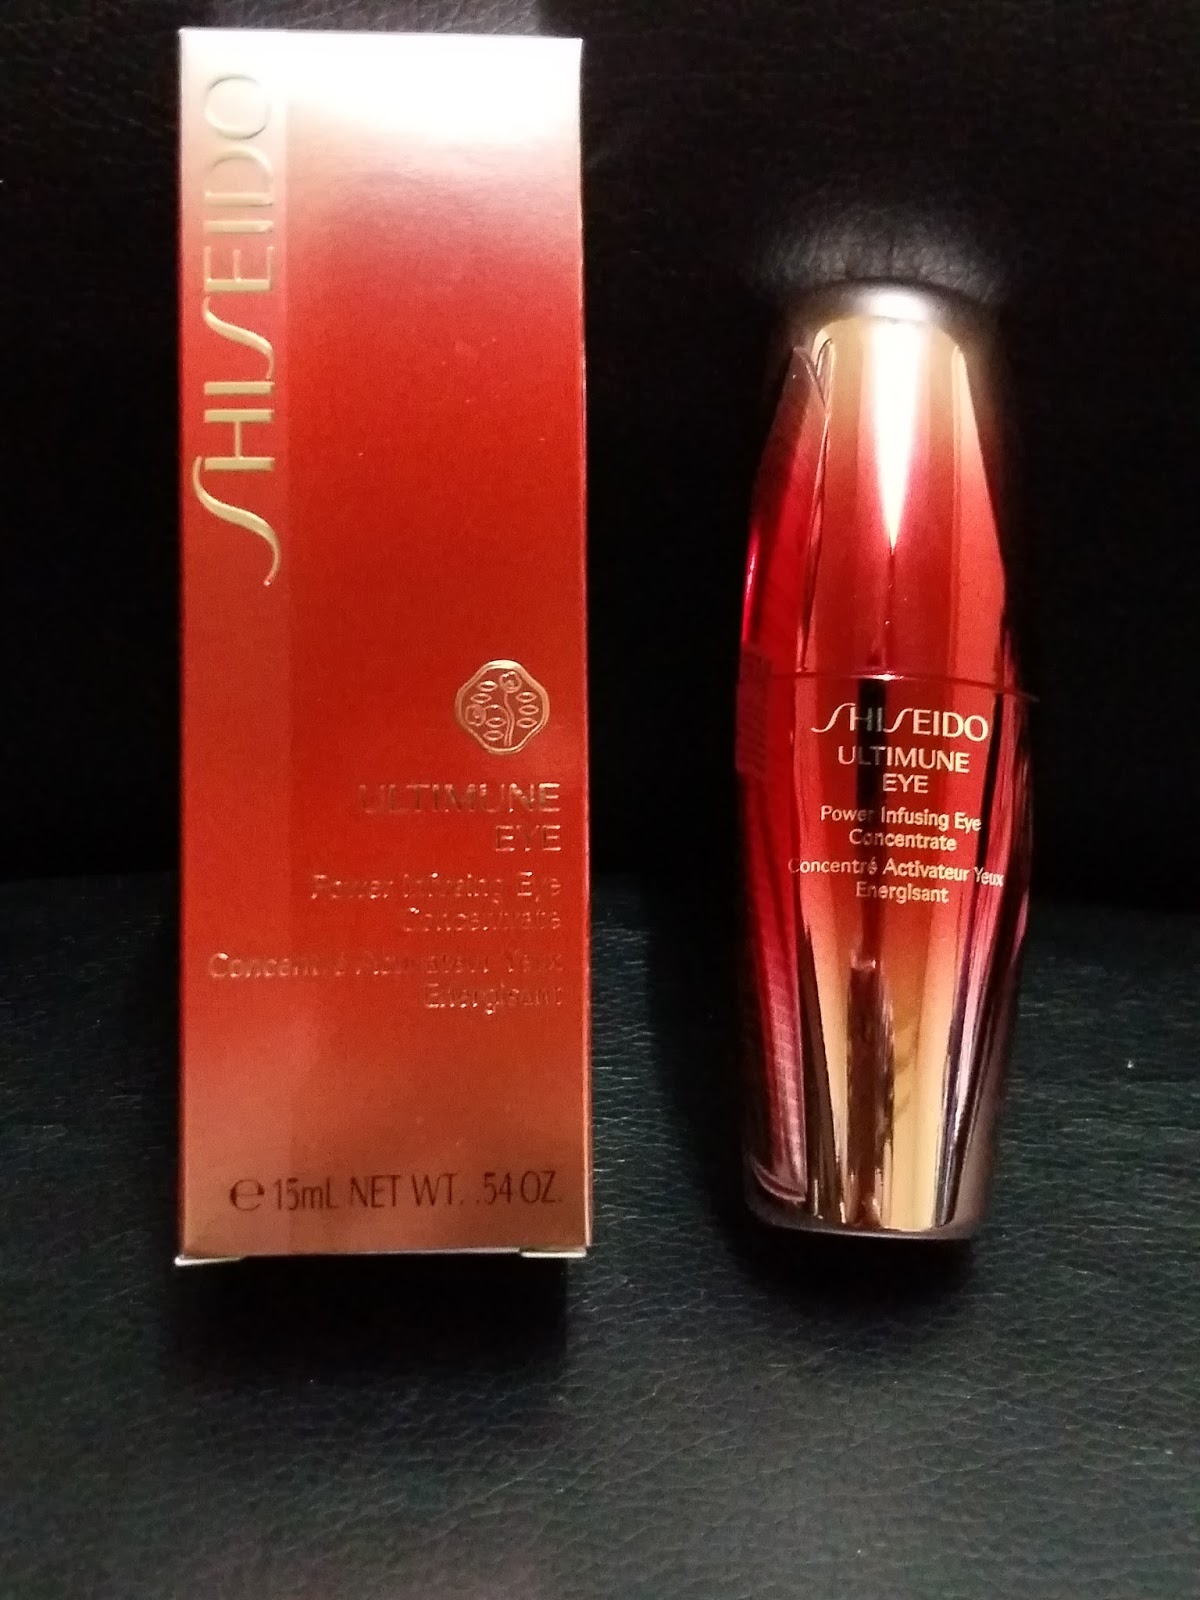 SHISEIDO
ULTIMUNE
EYE
Power Infusing Eye
Concentrate
Concentré Activateur Yeux
Energisant
℮ 15mL NET WT. .54 OZ.
SHISEIDO
ULTIMUNE
EYE
Power Infusing Eye
Concentrate
Concentré Activateur Yeux
Energisant